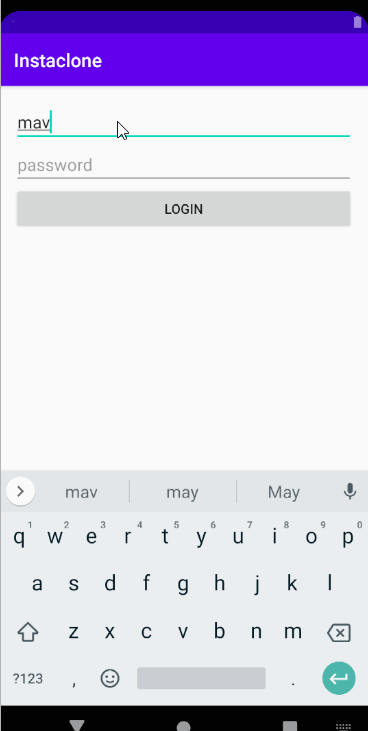 Instaclone
mav
password
LOGIN
mav may May
q1 w2 e3 r4 t5 y6 u7 i8 o9 p0
a s d f g h j k l
z x c v b n m
?123 , .